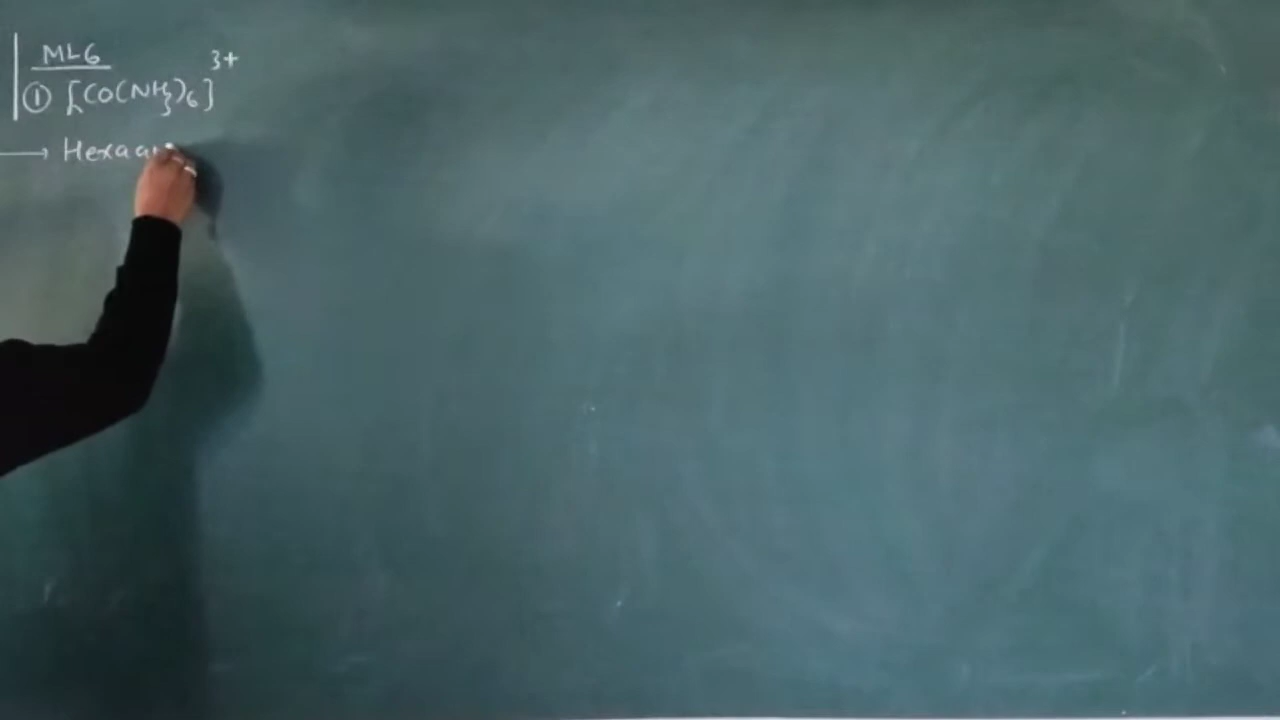 ML6
① [Co(NH3)6]3+
→ Hexaa